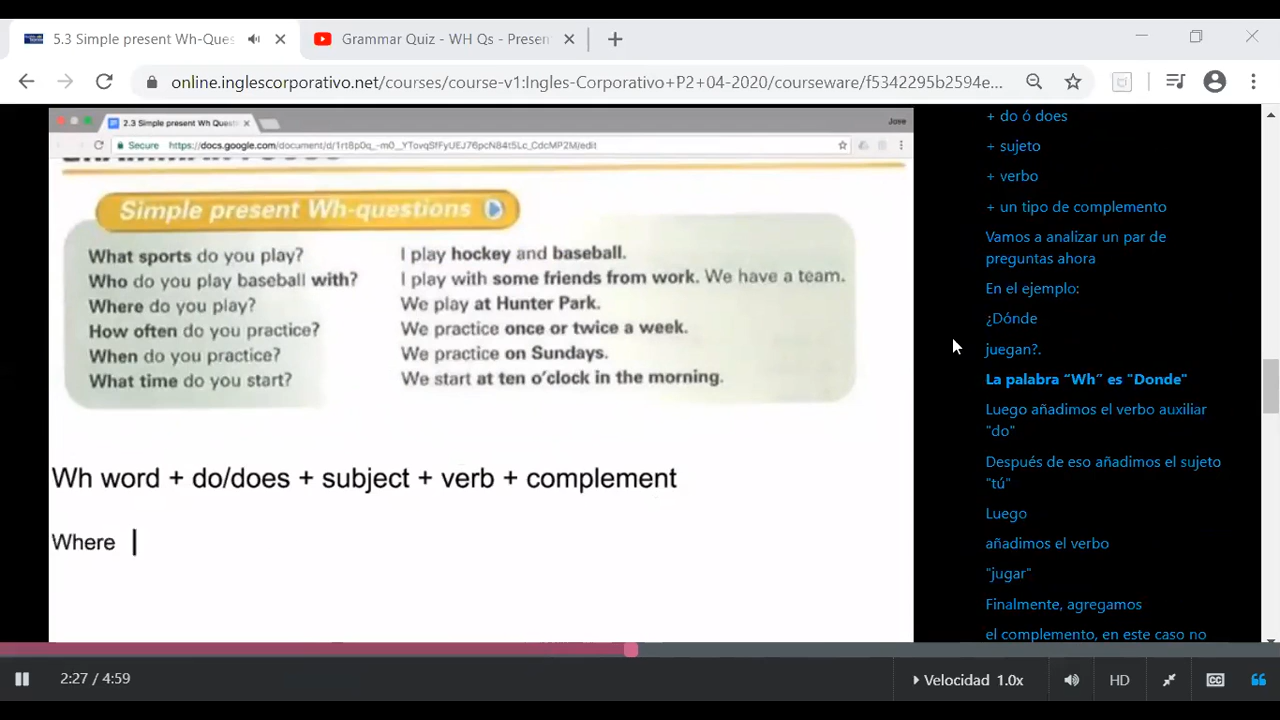 5.3 Simple present Wh-Ques
Grammar Quiz - WH Qs - Presen
online.inglescorporativo.net/courses/course-v1:Ingles-Corporativo+P2+04-2020/courseware/f5342295b2594e...
2.3 Simple present Wh Quest
Jose
Secure https://docs.google.com/document/d/1rt8p0q_-m0__YTovqSfFyUEJ76pcN84t5Lc_CdcMP2M/edit
Simple present Wh-questions
What sports do you play? I play hockey and baseball.
Who do you play baseball with? I play with some friends from work. We have a team.
Where do you play? We play at Hunter Park.
How often do you practice? We practice once or twice a week.
When do you practice? We practice on Sundays.
What time do you start? We start at ten o'clock in the morning.
Wh word + do/does + subject + verb + complement
Where
+ do ó does
+ sujeto
+ verbo
+ un tipo de complemento
Vamos a analizar un par de
preguntas ahora
En el ejemplo:
¿Dónde
juegan?.
La palabra “Wh” es "Donde"
Luego añadimos el verbo auxiliar
"do"
Después de eso añadimos el sujeto
"tú"
Luego
añadimos el verbo
"jugar"
Finalmente, agregamos
el complemento, en este caso no
2:27 / 4:59
Velocidad 1.0x
HD
CC